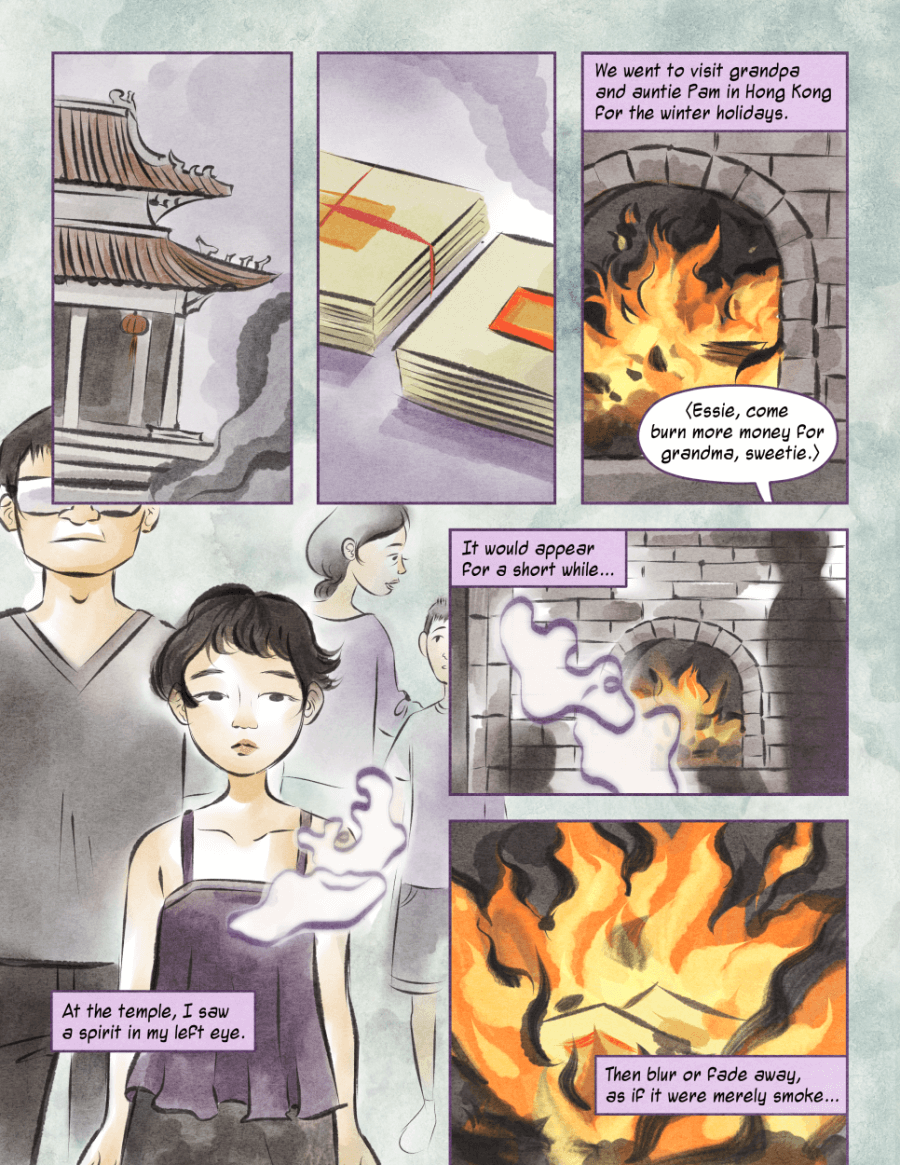 We went to visit grandpa
and auntie Pam in Hong Kong
for the winter holidays.
〈Essie, come
burn more money for
grandma, sweetie.〉
It would appear
for a short while...
At the temple, I saw
a spirit in my left eye.
Then blur or fade away,
as if it were merely smoke...